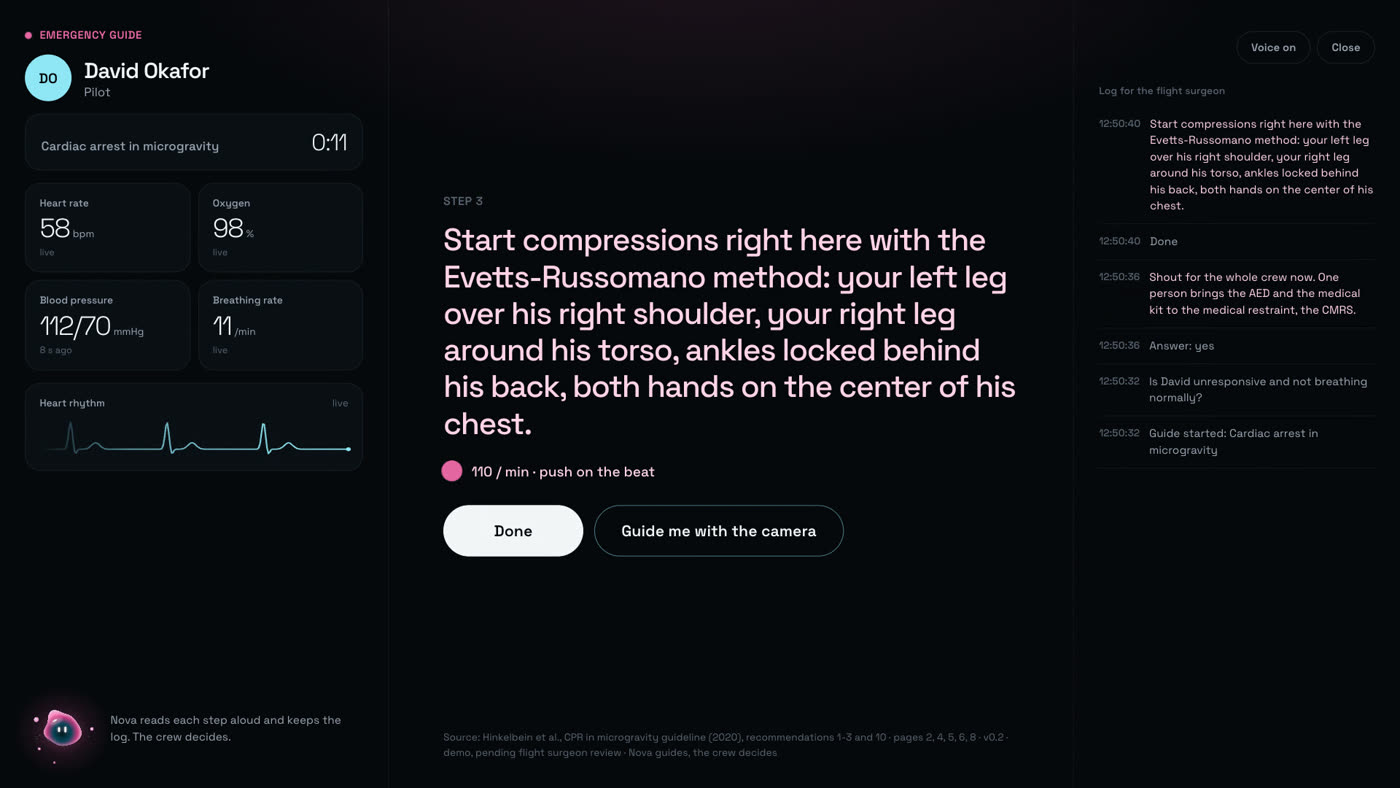 EMERGENCY GUIDE
DO
David Okafor
Pilot
Cardiac arrest in microgravity
0:11
Heart rate
58 bpm
live
Oxygen
98 %
live
Blood pressure
112/70 mmHg
8 s ago
Breathing rate
11 /min
live
Heart rhythm
live
Nova reads each step aloud and keeps the
log. The crew decides.
STEP 3
Start compressions right here with the
Evetts-Russomano method: your left leg
over his right shoulder, your right leg
around his torso, ankles locked behind
his back, both hands on the center of his
chest.
110 / min · push on the beat
Done
Guide me with the camera
Source: Hinkelbein et al., CPR in microgravity guideline (2020), recommendations 1-3 and 10 · pages 2, 4, 5, 6, 8 · v0.2 ·
demo, pending flight surgeon review · Nova guides, the crew decides
Voice on
Close
Log for the flight surgeon
12:50:40 Start compressions right here with the
Evetts-Russomano method: your left leg
over his right shoulder, your right leg
around his torso, ankles locked behind
his back, both hands on the center of his
chest.
12:50:40 Done
12:50:36 Shout for the whole crew now. One
person brings the AED and the medical
kit to the medical restraint, the CMRS.
12:50:36 Answer: yes
12:50:32 Is David unresponsive and not breathing
normally?
12:50:32 Guide started: Cardiac arrest in
microgravity